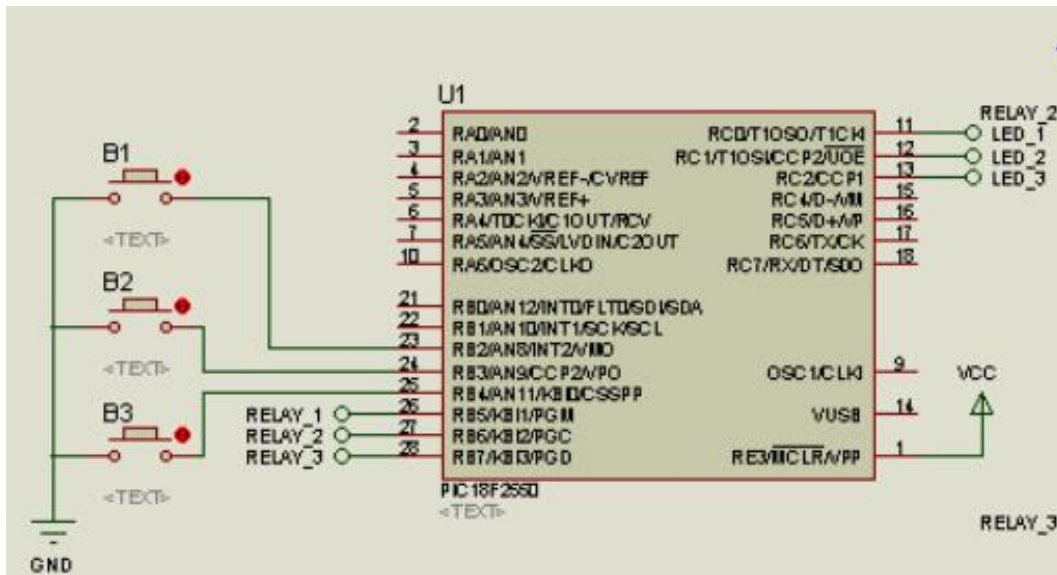 U1
2 RA0/AN0
3 RA1/AN1
4 RA2/AN2/VREF-/CVREF
5 RA3/AN3/VREF+
6 RA4/T0CKI/C1OUT/RCV
7 RA5/AN4/SS/LVDIN/C2OUT
10 RA6/OSC2/CLKO
21 RB0/AN12/INT0/FLT0/SDI/SDA
22 RB1/AN10/INT1/SCK/SCL
23 RB2/AN8/INT2/VMO
24 RB3/AN9/CCP2/VPO
25 RB4/AN11/KBI0/CSSPP
26 RB5/KBI1/PGM
27 RB6/KBI2/PGC
28 RB7/KBI3/PGD
RC0/T1OSO/T1CKI 11
RC1/T1OSI/CCP2/UOE 12
RC2/CCP1 13
RC4/D-/VM 15
RC5/D+/VP 16
RC6/TX/CK 17
RC7/RX/DT/SDO 18
OSC1/CLKI 9
VUSB 14
RE3/MCLR/VPP 1
PIC18F2550
<TEXT>
B1
<TEXT>
B2
<TEXT>
B3
<TEXT>
GND
RELAY_1
RELAY_2
RELAY_3
RELAY_2
LED_1
LED_2
LED_3
VCC
RELAY_3